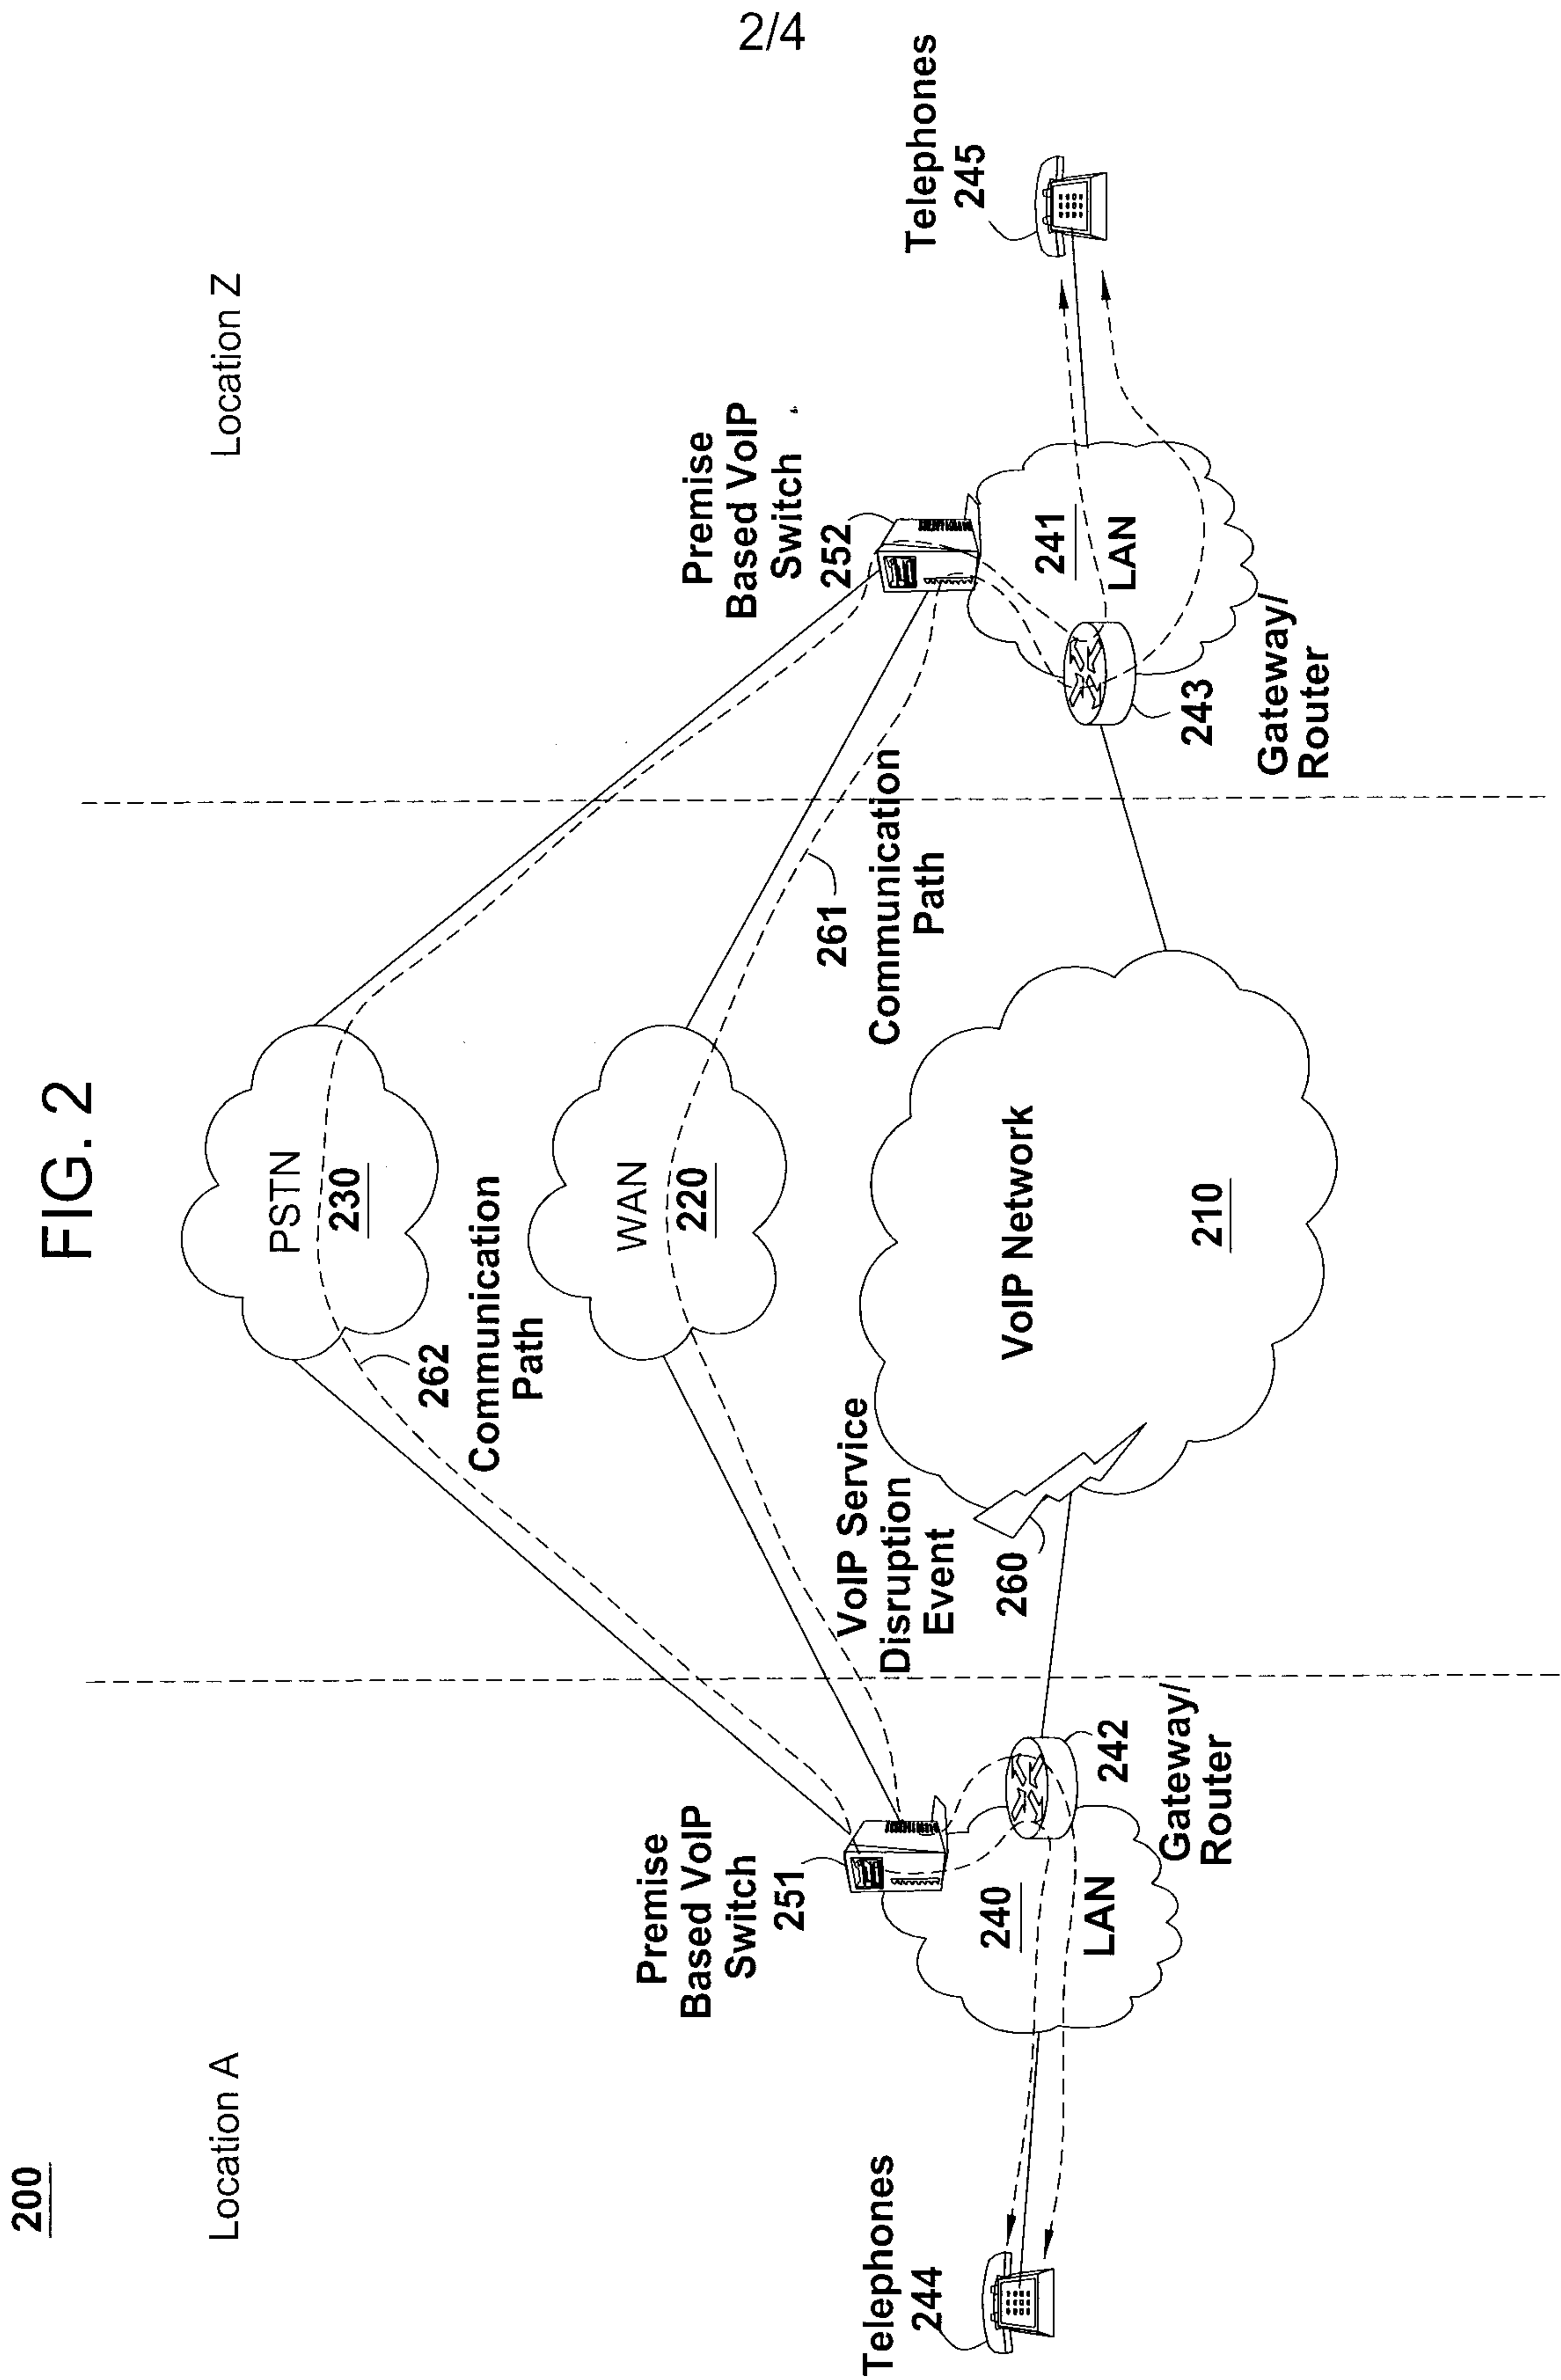 2/4
FIG. 2
200
Location A
Location Z
PSTN
230
262
Communication
Path
WAN
220
261
Communication
Path
Premise
Based VoIP
Switch
251
Premise
Based VoIP
Switch
252
VoIP Service
Disruption
Event
260
VoIP Network
210
Telephones
244
240
LAN
242
Gateway/
Router
241
LAN
243
Gateway/
Router
Telephones
245